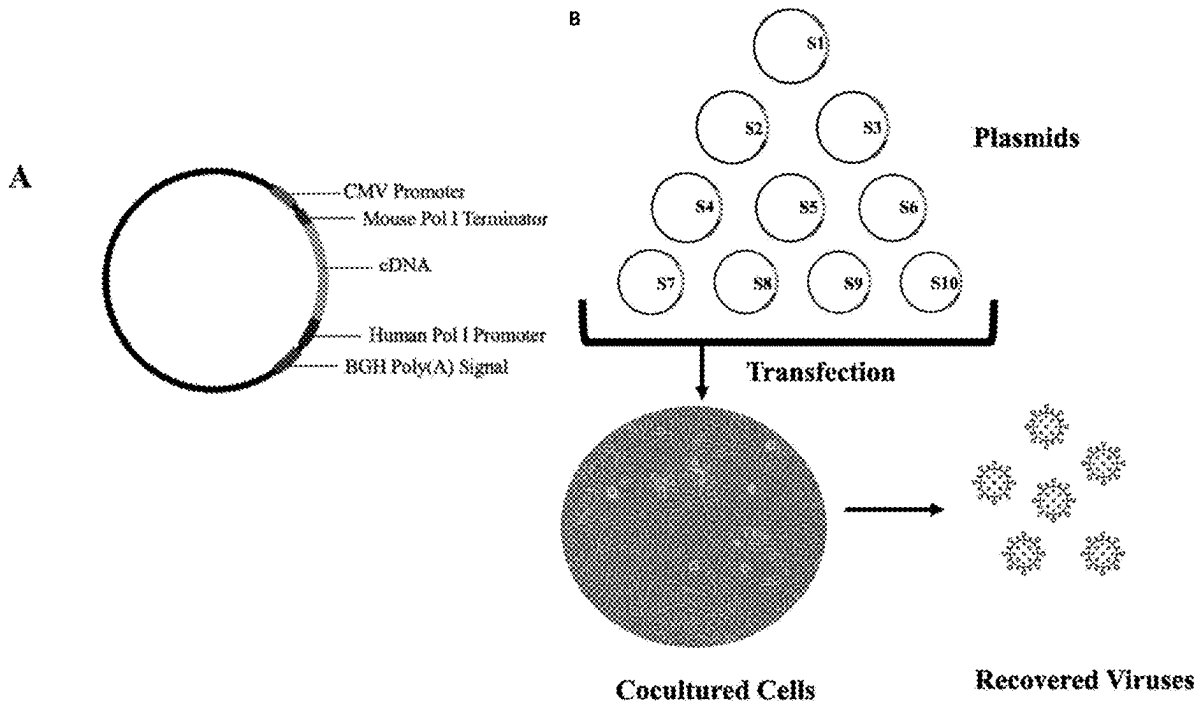 A
CMV Promoter
Mouse Pol I Terminator
cDNA
Human Pol I Promoter
BGH Poly(A) Signal
B
S1
S2
S3
S4
S5
S6
S7
S8
S9
S10
Plasmids
Transfection
Cocultured Cells
Recovered Viruses